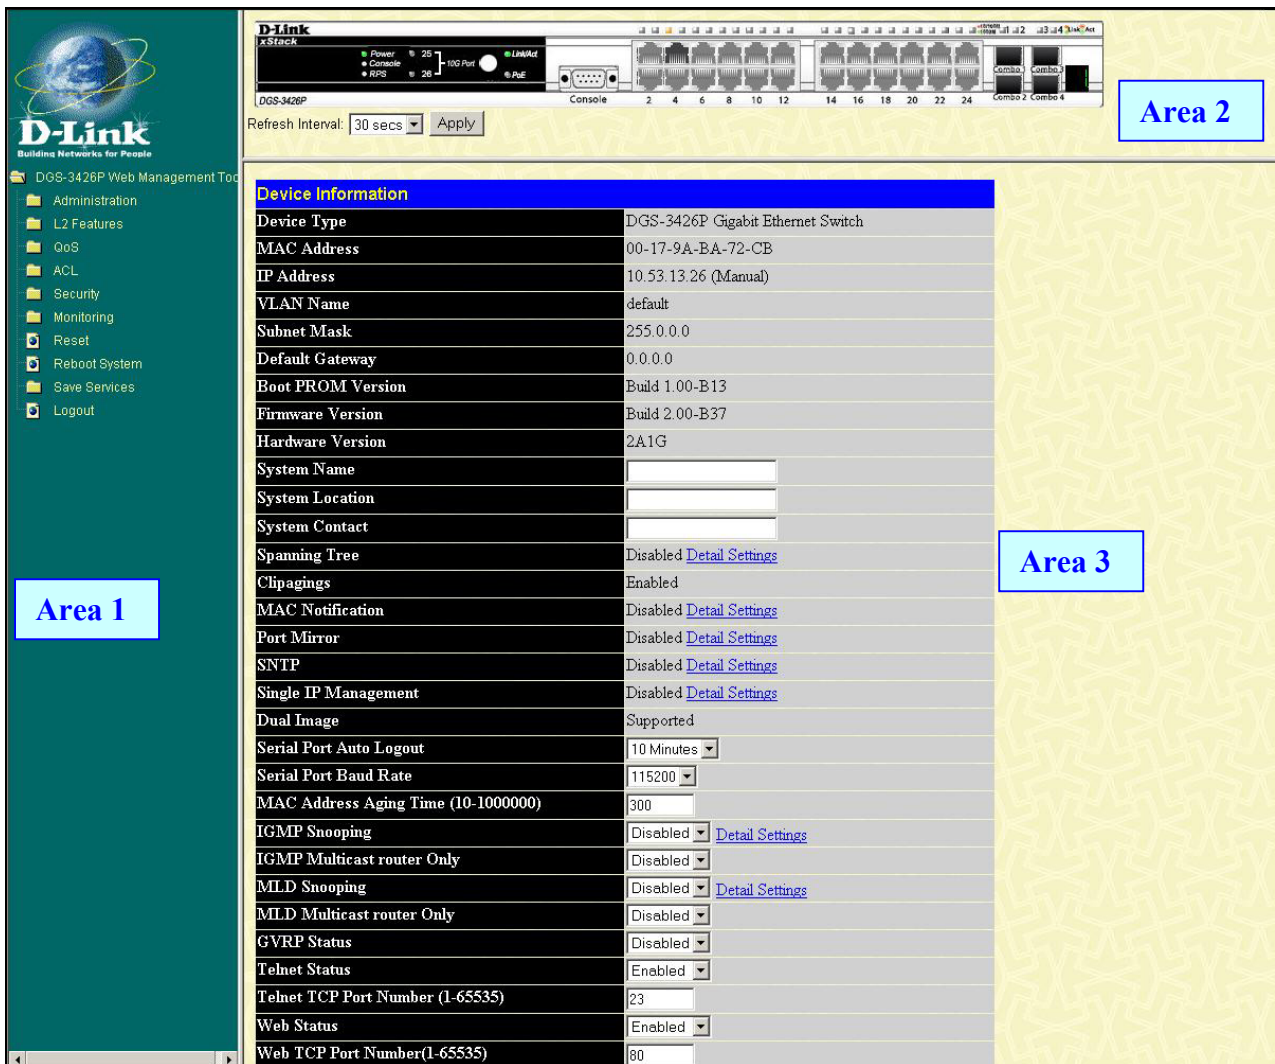 D-Link
Building Networks for People
DGS-3426P Web Management Too
Administration
L2 Features
QoS
ACL
Security
Monitoring
Reset
Reboot System
Save Services
Logout
Area 1
D-Link
xStack
Power
Console
RPS
25
26
10G Port
Link/Act
PoE
DGS-3426P
Console
2 4 6 8 10 12 14 16 18 20 22 24
Combo 1 Combo 3
Combo 2 Combo 4
1 2 3 4 Link Act
Refresh Interval: 30 secs Apply
Area 2
Device Information
Device Type DGS-3426P Gigabit Ethernet Switch
MAC Address 00-17-9A-BA-72-CB
IP Address 10.53.13.26 (Manual)
VLAN Name default
Subnet Mask 255.0.0.0
Default Gateway 0.0.0.0
Boot PROM Version Build 1.00-B13
Firmware Version Build 2.00-B37
Hardware Version 2A1G
System Name
System Location
System Contact
Spanning Tree Disabled Detail Settings
Clipagings Enabled
MAC Notification Disabled Detail Settings
Port Mirror Disabled Detail Settings
SNTP Disabled Detail Settings
Single IP Management Disabled Detail Settings
Dual Image Supported
Serial Port Auto Logout 10 Minutes
Serial Port Baud Rate 115200
MAC Address Aging Time (10-1000000) 300
IGMP Snooping Disabled Detail Settings
IGMP Multicast router Only Disabled
MLD Snooping Disabled Detail Settings
MLD Multicast router Only Disabled
GVRP Status Disabled
Telnet Status Enabled
Telnet TCP Port Number (1-65535) 23
Web Status Enabled
Web TCP Port Number(1-65535) 80
Area 3